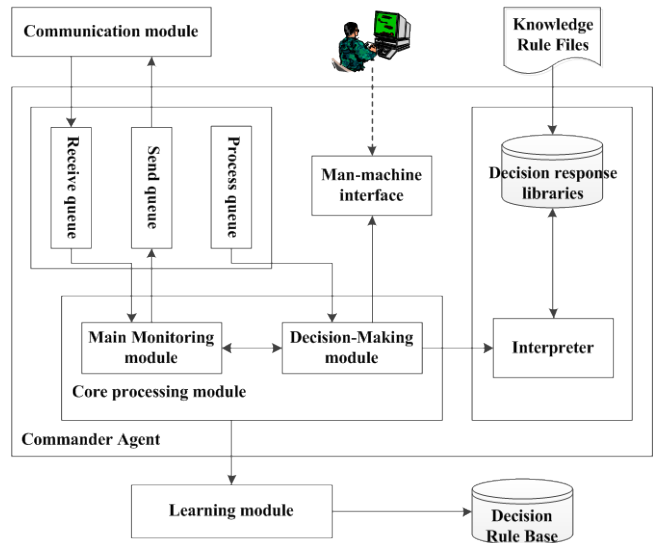 Communication module
Knowledge
Rule Files
Receive queue
Send queue
Process queue
Man-machine
interface
Decision response
libraries
Main Monitoring
module
Decision-Making
module
Interpreter
Core processing module
Commander Agent
Learning module
Decision
Rule Base